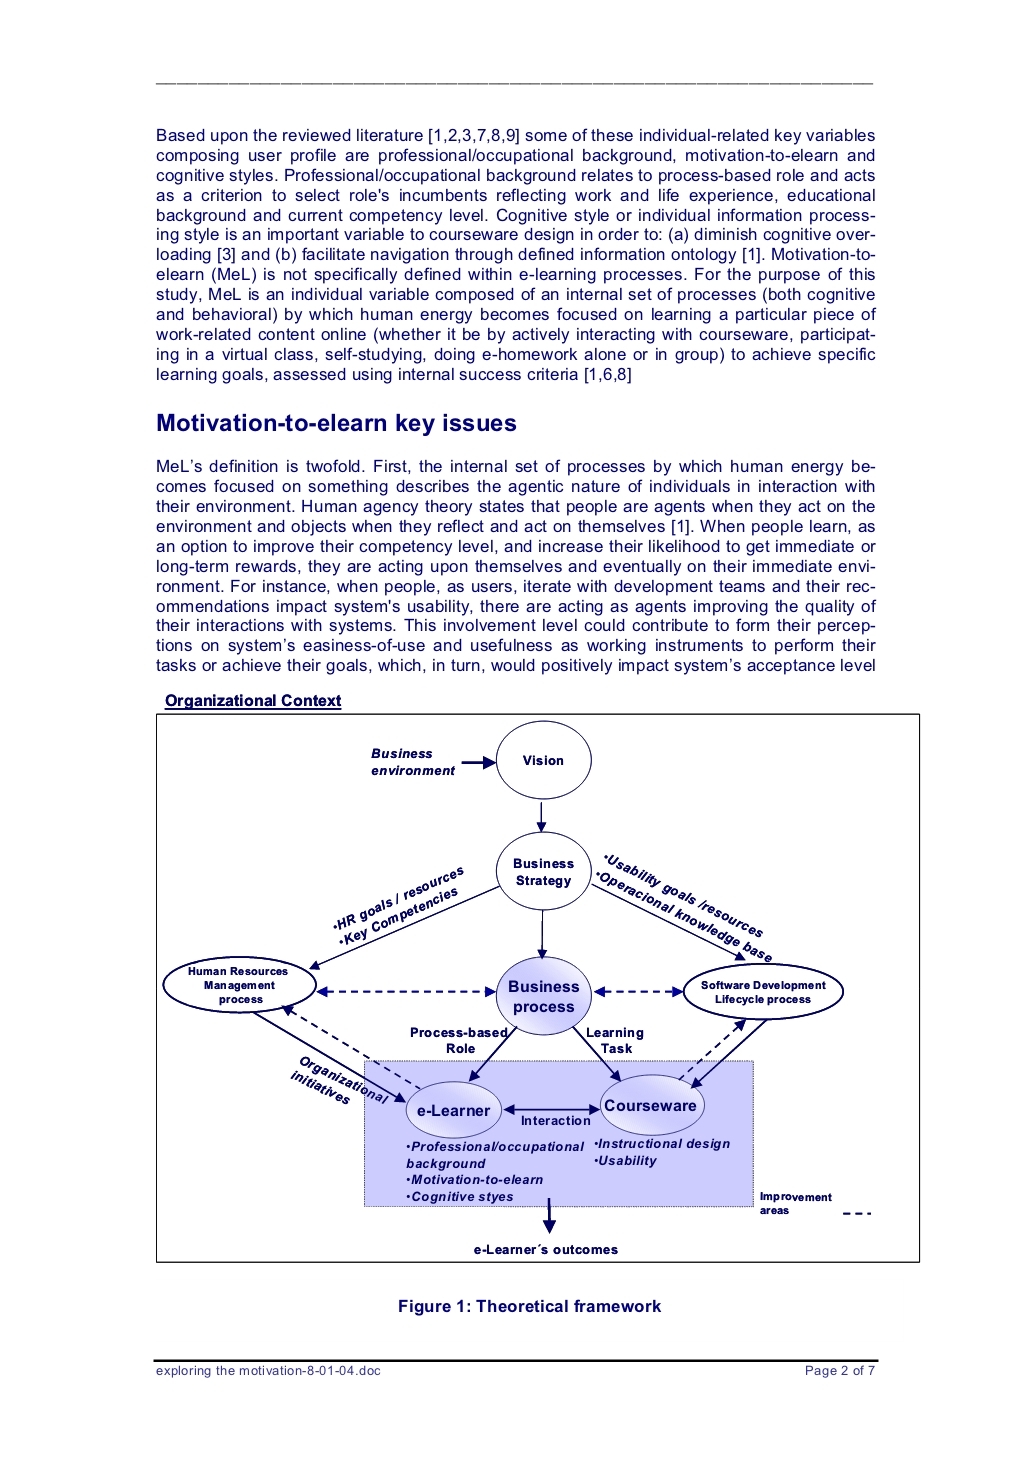 Based upon the reviewed literature [1,2,3,7,8,9] some of these individual-related key variables
composing user profile are professional/occupational background, motivation-to-elearn and
cognitive styles. Professional/occupational background relates to process-based role and acts
as a criterion to select role's incumbents reflecting work and life experience, educational
background and current competency level. Cognitive style or individual information process-
ing style is an important variable to courseware design in order to: (a) diminish cognitive over-
loading [3] and (b) facilitate navigation through defined information ontology [1]. Motivation-to-
elearn (MeL) is not specifically defined within e-learning processes. For the purpose of this
study, MeL is an individual variable composed of an internal set of processes (both cognitive
and behavioral) by which human energy becomes focused on learning a particular piece of
work-related content online (whether it be by actively interacting with courseware, participat-
ing in a virtual class, self-studying, doing e-homework alone or in group) to achieve specific
learning goals, assessed using internal success criteria [1,6,8]
Motivation-to-elearn key issues
MeL’s definition is twofold. First, the internal set of processes by which human energy be-
comes focused on something describes the agentic nature of individuals in interaction with
their environment. Human agency theory states that people are agents when they act on the
environment and objects when they reflect and act on themselves [1]. When people learn, as
an option to improve their competency level, and increase their likelihood to get immediate or
long-term rewards, they are acting upon themselves and eventually on their immediate envi-
ronment. For instance, when people, as users, iterate with development teams and their rec-
ommendations impact system's usability, there are acting as agents improving the quality of
their interactions with systems. This involvement level could contribute to form their percep-
tions on system’s easiness-of-use and usefulness as working instruments to perform their
tasks or achieve their goals, which, in turn, would positively impact system’s acceptance level
Organizational Context
Business
environment
Vision
Business
Strategy
•HR goals / resources
•Key Competencies
•Usability goals /resources
•Operacional knowledge base
Human Resources
Management
process
Business
process
Software Development
Lifecycle process
Process-based
Role
Learning
Task
Organizational
initiatives
e-Learner
Interaction
Courseware
•Professional/occupational
background
•Motivation-to-elearn
•Cognitive styes
•Instructional design
•Usability
Improvement
areas
e-Learner´s outcomes
Figure 1: Theoretical framework
exploring the motivation-8-01-04.doc
Page 2 of 7